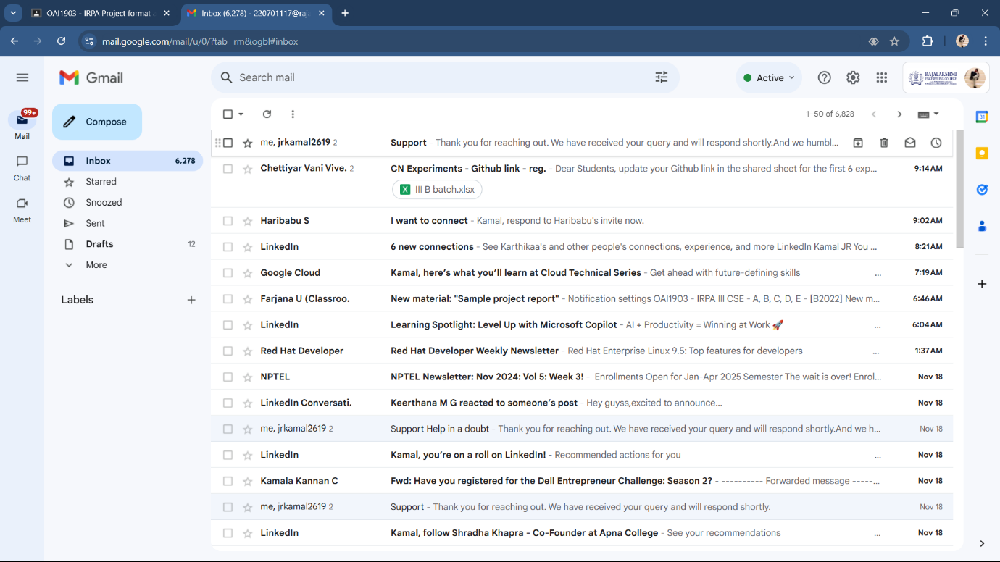 OAI1903 - IRPA Project format a
Inbox (6,278) - 220701117@raja
mail.google.com/mail/u/0/?tab=rm&ogbl#inbox
Gmail
Search mail
Active
RAJALAKSHMI
ENGINEERING COLLEGE
99+
Mail
Chat
Meet
Compose
Inbox 6,278
Starred
Snoozed
Sent
Drafts 12
More
Labels
1–50 of 6,828
me, jrkamal2619 2 Support - Thank you for reaching out. We have received your query and will respond shortly.And we humbl...
Chettiyar Vani Vive. 2 CN Experiments - Github link - reg. - Dear Students, update your Github link in the shared sheet for the first 6 exp... 9:14 AM
X III B batch.xlsx
Haribabu S I want to connect - Kamal, respond to Haribabu's invite now. 9:02 AM
LinkedIn 6 new connections - See Karthikaa's and other people's connections, experience, and more LinkedIn Kamal JR You ... 8:21 AM
Google Cloud Kamal, here's what you'll learn at Cloud Technical Series - Get ahead with future-defining skills ... 7:19 AM
Farjana U (Classroo. New material: "Sample project report" - Notification settings OAI1903 - IRPA III CSE - A, B, C, D, E - [B2022] New m... 6:46 AM
LinkedIn Learning Spotlight: Level Up with Microsoft Copilot - AI + Productivity = Winning at Work 🚀 ... 6:04 AM
Red Hat Developer Red Hat Developer Weekly Newsletter - Red Hat Enterprise Linux 9.5: Top features for developers ... 1:37 AM
NPTEL NPTEL Newsletter: Nov 2024: Vol 5: Week 3! - Enrollments Open for Jan-Apr 2025 Semester The wait is over! Enrol... Nov 18
LinkedIn Conversati. Keerthana M G reacted to someone's post - Hey guyss,excited to announce... Nov 18
me, jrkamal2619 2 Support Help in a doubt - Thank you for reaching out. We have received your query and will respond shortly.And we h... Nov 18
LinkedIn Kamal, you're on a roll on LinkedIn! - Recommended actions for you ... Nov 18
Kamala Kannan C Fwd: Have you registered for the Dell Entrepreneur Challenge: Season 2? - ---------- Forwarded message -----... Nov 18
me, jrkamal2619 2 Support - Thank you for reaching out. We have received your query and will respond shortly. Nov 18
LinkedIn Kamal, follow Shradha Khapra - Co-Founder at Apna College - See your recommendations ... Nov 18
31